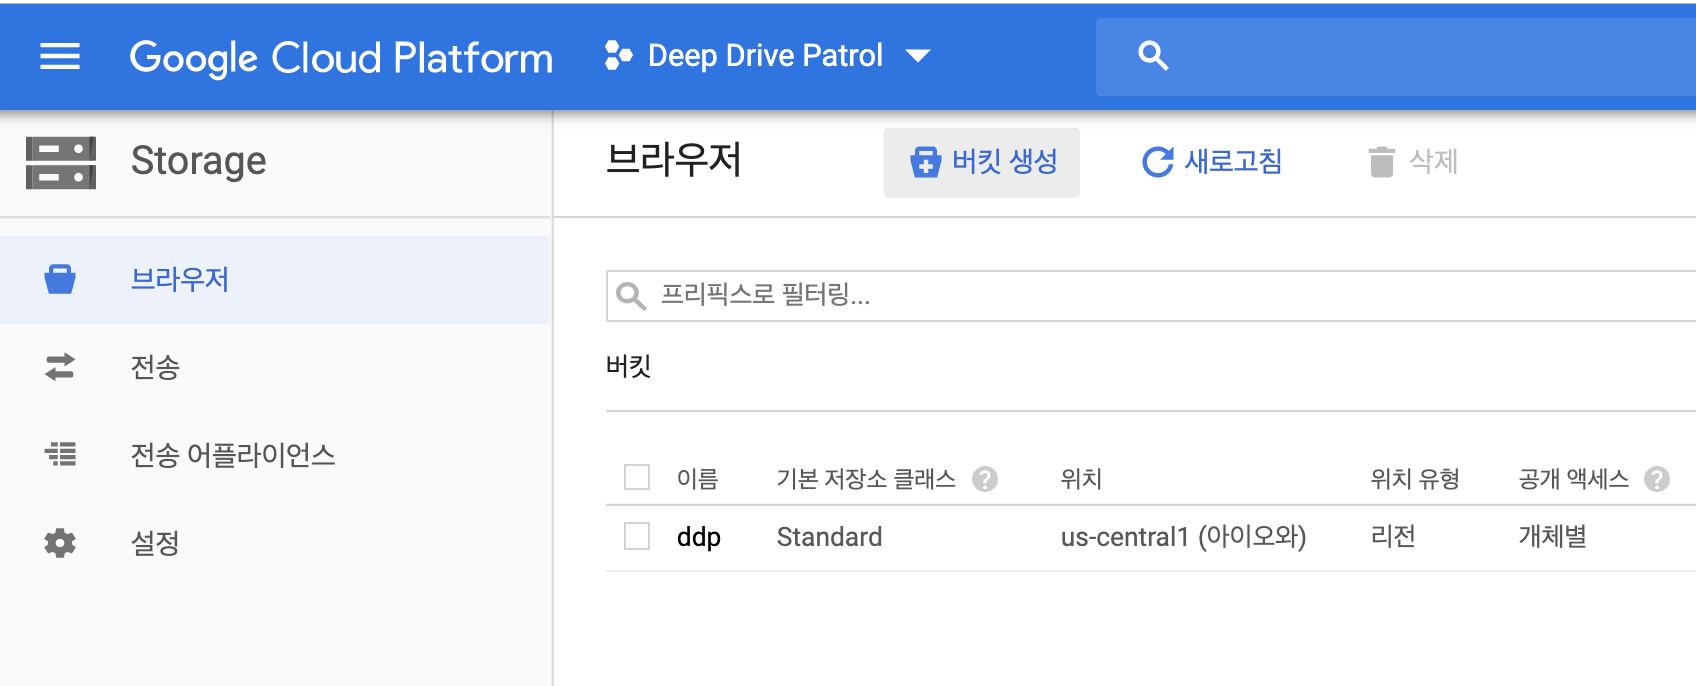 Google Cloud Platform
Deep Drive Patrol
Storage
브라우저
전송
전송 어플라이언스
설정
브라우저
버킷 생성
새로고침
삭제
프리픽스로 필터링...
버킷
이름 기본 저장소 클래스 ? 위치 위치 유형 공개 액세스 ?
ddp Standard us-central1 (아이오와) 리전 개체별